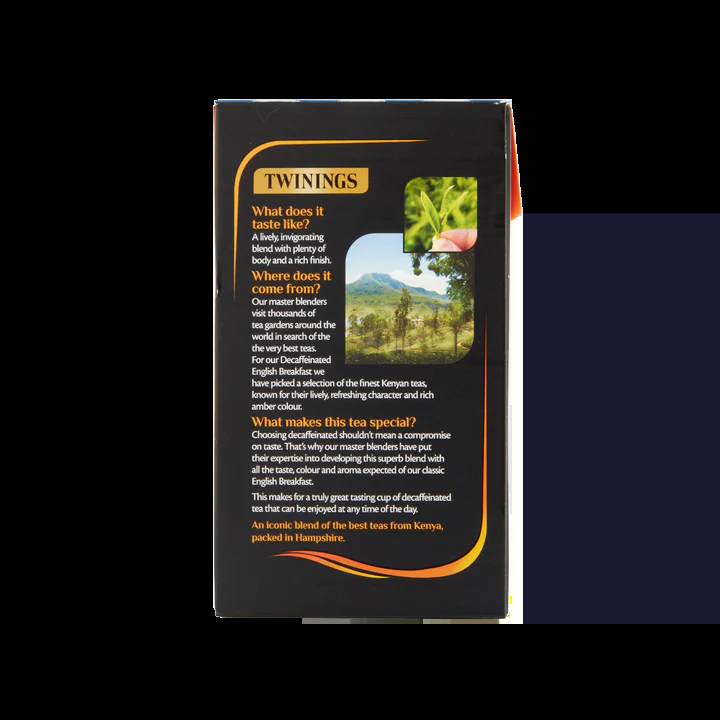 TWININGS
What does it
taste like?
A lively, invigorating
blend with plenty of
body and a rich finish.
Where does it
come from?
Our master blenders
visit thousands of
tea gardens around the
world in search of the
the very best teas.
For our Decaffeinated
English Breakfast we
have picked a selection of the finest Kenyan teas,
known for their lively, refreshing character and rich
amber colour.
What makes this tea special?
Choosing decaffeinated shouldn't mean a compromise
on taste. That's why our master blenders have put
their expertise into developing this superb blend with
all the taste, colour and aroma expected of our classic
English Breakfast.
This makes for a truly great tasting cup of decaffeinated
tea that can be enjoyed at any time of the day.
An iconic blend of the best teas from Kenya,
packed in Hampshire.